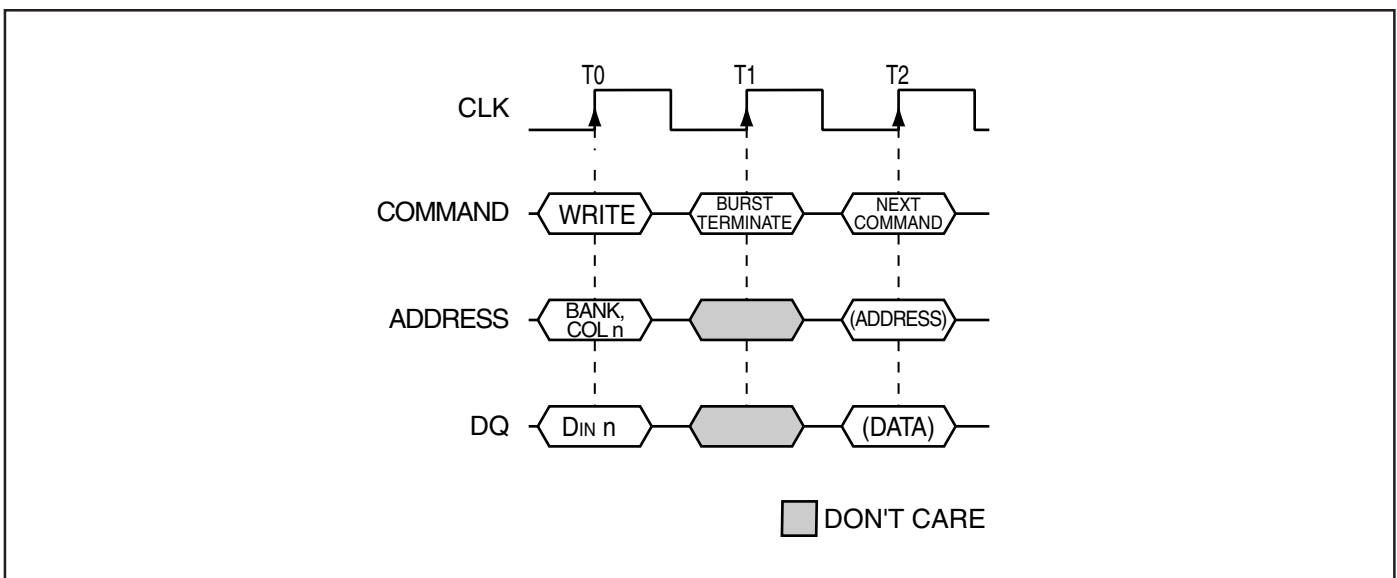 T0 T1 T2
CLK
COMMAND WRITE BURST TERMINATE NEXT COMMAND
ADDRESS BANK, COL n (ADDRESS)
DQ DIN n (DATA)
DON'T CARE